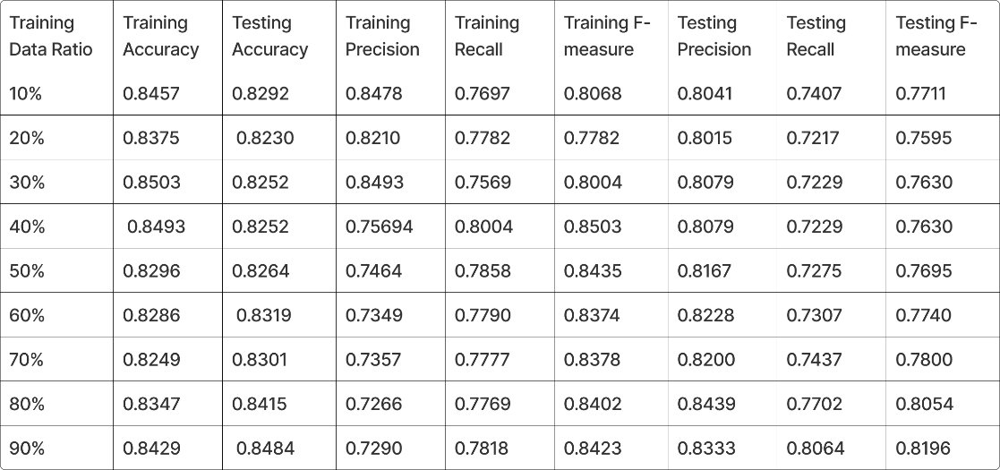 Training Data Ratio Training Accuracy Testing Accuracy Training Precision Training Recall Training F-measure Testing Precision Testing Recall Testing F-measure
10% 0.8457 0.8292 0.8478 0.7697 0.8068 0.8041 0.7407 0.7711
20% 0.8375 0.8230 0.8210 0.7782 0.7782 0.8015 0.7217 0.7595
30% 0.8503 0.8252 0.8493 0.7569 0.8004 0.8079 0.7229 0.7630
40% 0.8493 0.8252 0.75694 0.8004 0.8503 0.8079 0.7229 0.7630
50% 0.8296 0.8264 0.7464 0.7858 0.8435 0.8167 0.7275 0.7695
60% 0.8286 0.8319 0.7349 0.7790 0.8374 0.8228 0.7307 0.7740
70% 0.8249 0.8301 0.7357 0.7777 0.8378 0.8200 0.7437 0.7800
80% 0.8347 0.8415 0.7266 0.7769 0.8402 0.8439 0.7702 0.8054
90% 0.8429 0.8484 0.7290 0.7818 0.8423 0.8333 0.8064 0.8196